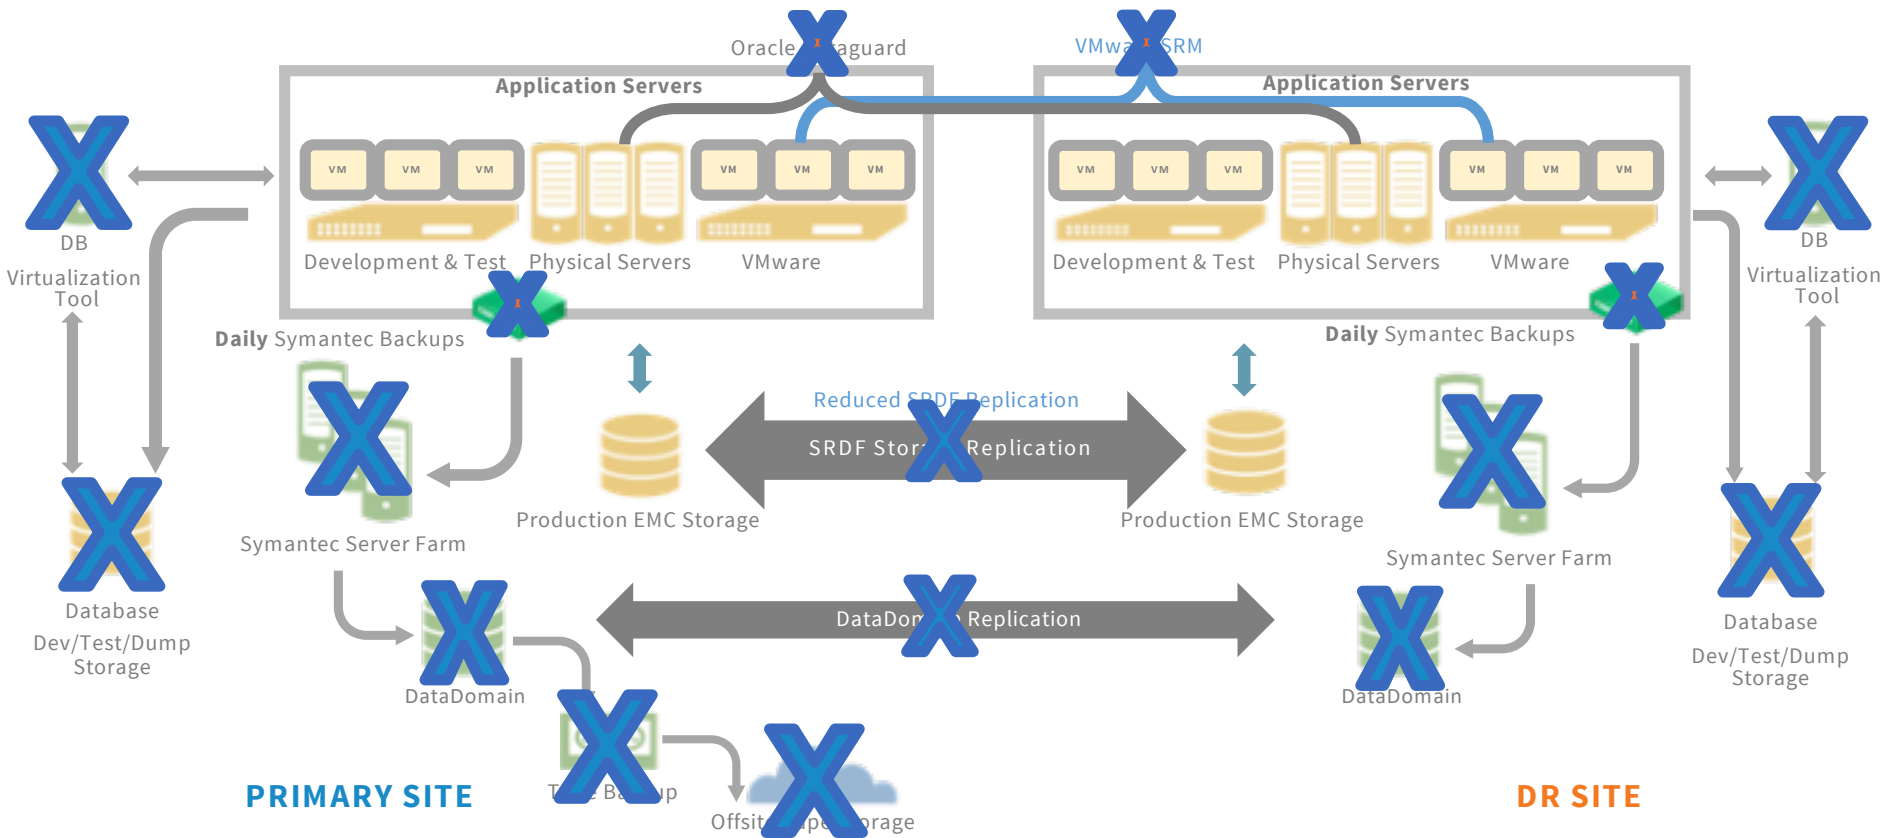 Oracle
VMwa SRM
Application Servers
Application Servers
VM VM VM VM VM VM
VM VM VM VM VM VM
DB
Virtualization
Tool
Development & Test
Physical Servers
VMware
Development & Test
Physical Servers
VMware
DB
Virtualization
Tool
Daily Symantec Backups
Daily Symantec Backups
Reduced SRDF Replication
SRDF Replication
Production EMC Storage
Production EMC Storage
Symantec Server Farm
Symantec Server Farm
Database
Dev/Test/Dump
Storage
DataDomain Replication
Database
Dev/Test/Dump
Storage
DataDomain
DataDomain
PRIMARY SITE
DR SITE